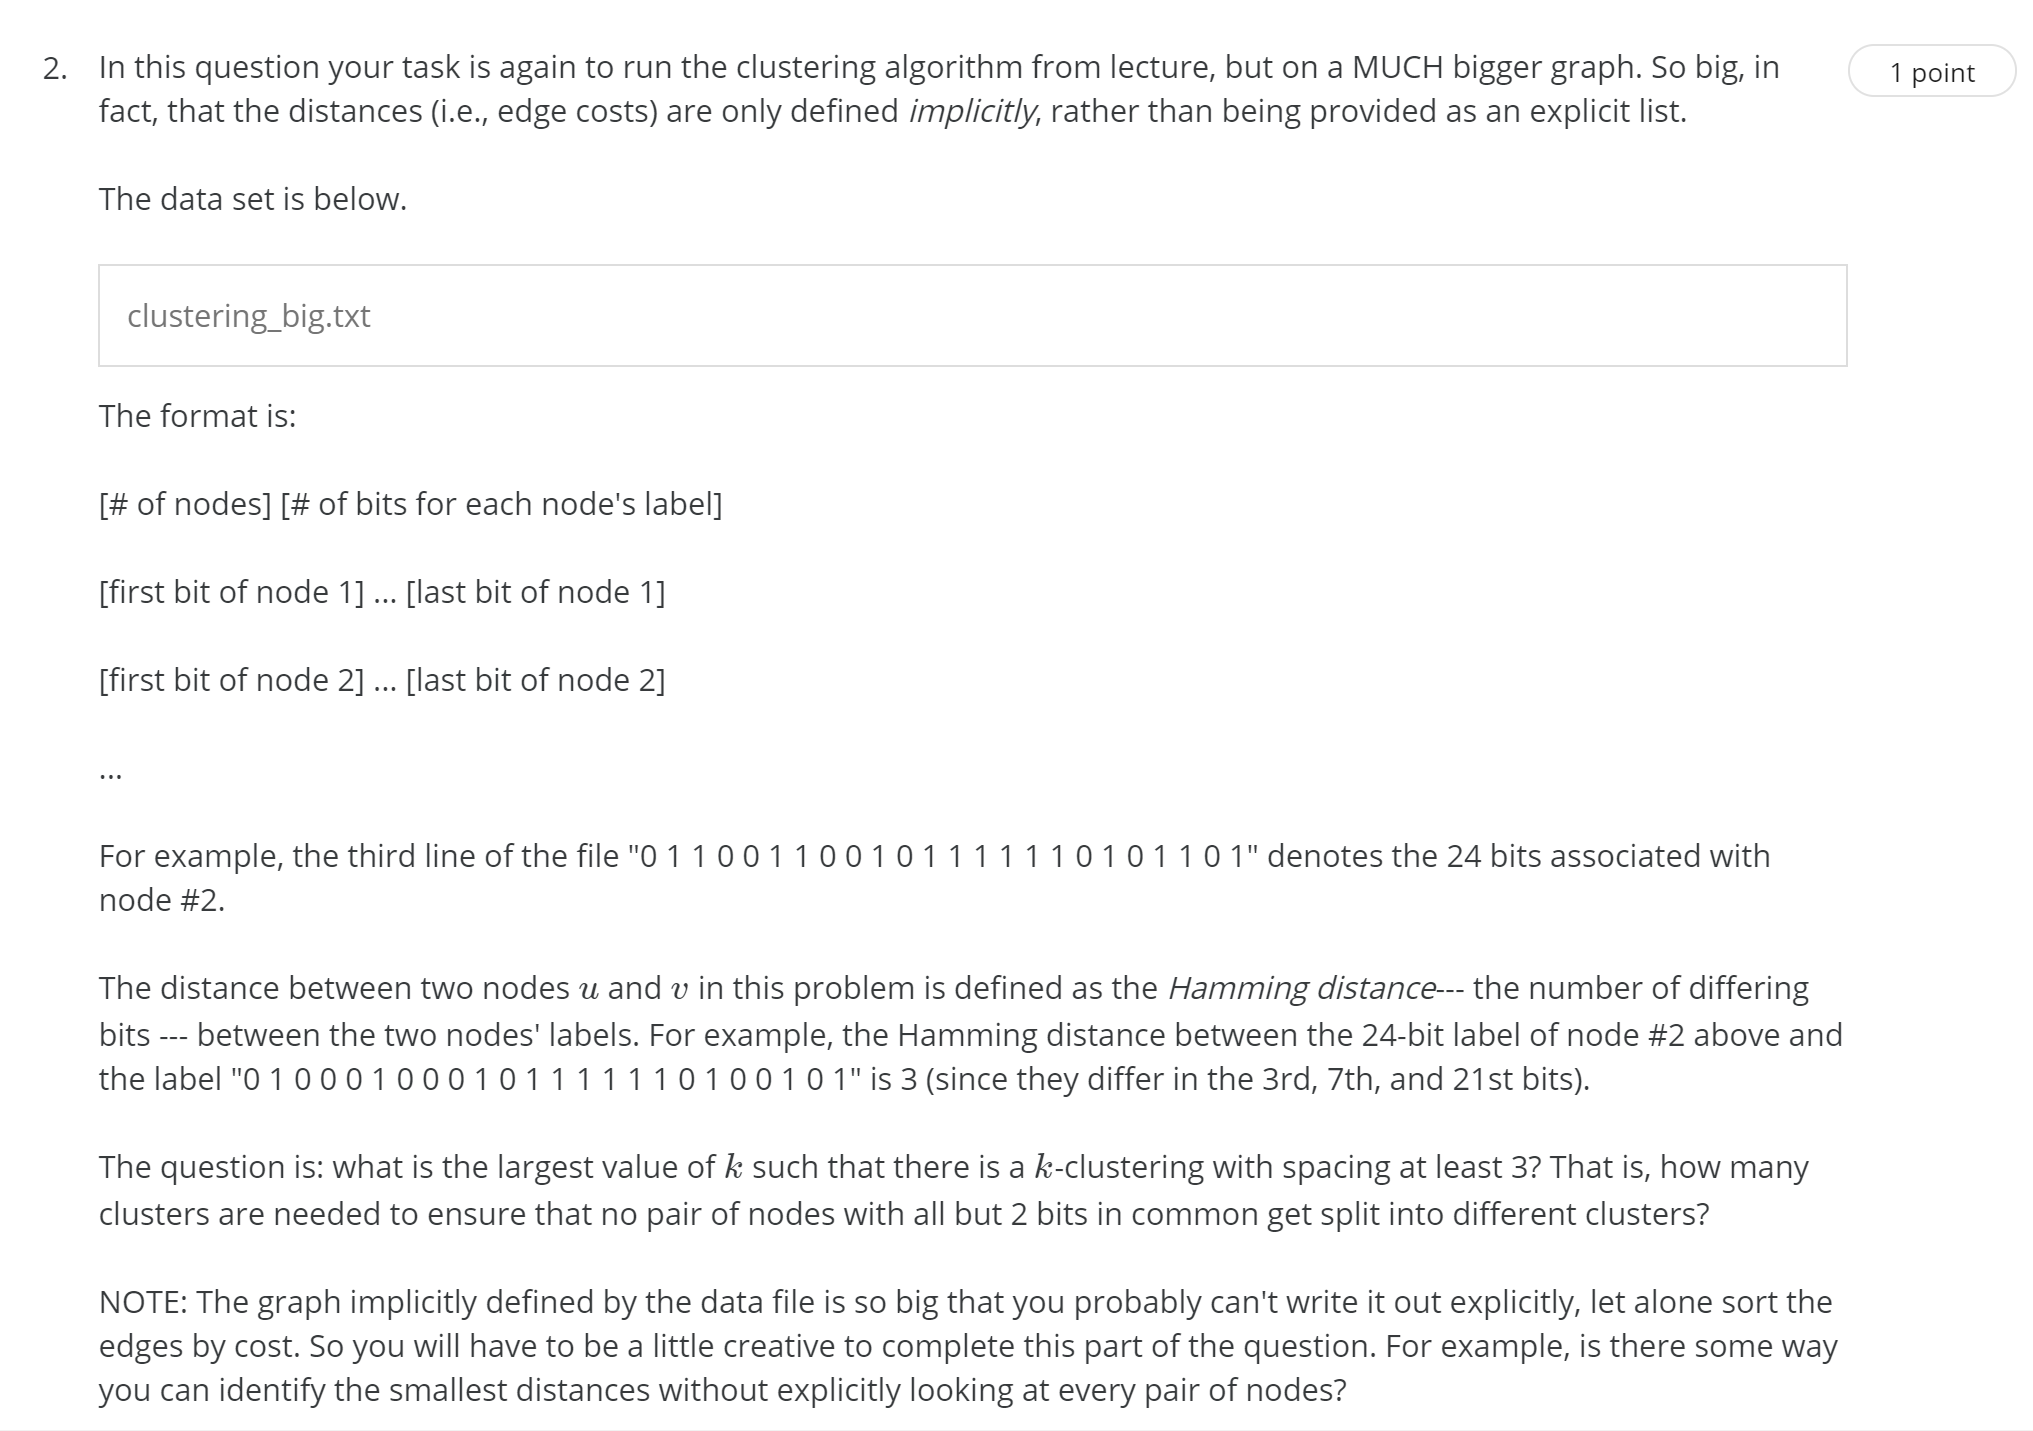 2. In this question your task is again to run the clustering algorithm from lecture, but on a MUCH bigger graph. So big, in
1 point
fact, that the distances (i.e., edge costs) are only defined implicitly, rather than being provided as an explicit list.
The data set is below.
clustering_big.txt
The format is:
[# of nodes] [# of bits for each node's label]
[first bit of node 1] ... [last bit of node 1]
[first bit of node 2] ... [last bit of node 2]
...
For example, the third line of the file "0 1 1 0 0 1 1 0 0 1 0 1 1 1 1 1 1 0 1 0 1 1 0 1" denotes the 24 bits associated with
node #2.
The distance between two nodes u and v in this problem is defined as the Hamming distance--- the number of differing
bits --- between the two nodes' labels. For example, the Hamming distance between the 24-bit label of node #2 above and
the label "0 1 0 0 0 1 0 0 0 1 0 1 1 1 1 1 1 0 1 0 0 1 0 1" is 3 (since they differ in the 3rd, 7th, and 21st bits).
The question is: what is the largest value of k such that there is a k-clustering with spacing at least 3? That is, how many
clusters are needed to ensure that no pair of nodes with all but 2 bits in common get split into different clusters?
NOTE: The graph implicitly defined by the data file is so big that you probably can't write it out explicitly, let alone sort the
edges by cost. So you will have to be a little creative to complete this part of the question. For example, is there some way
you can identify the smallest distances without explicitly looking at every pair of nodes?